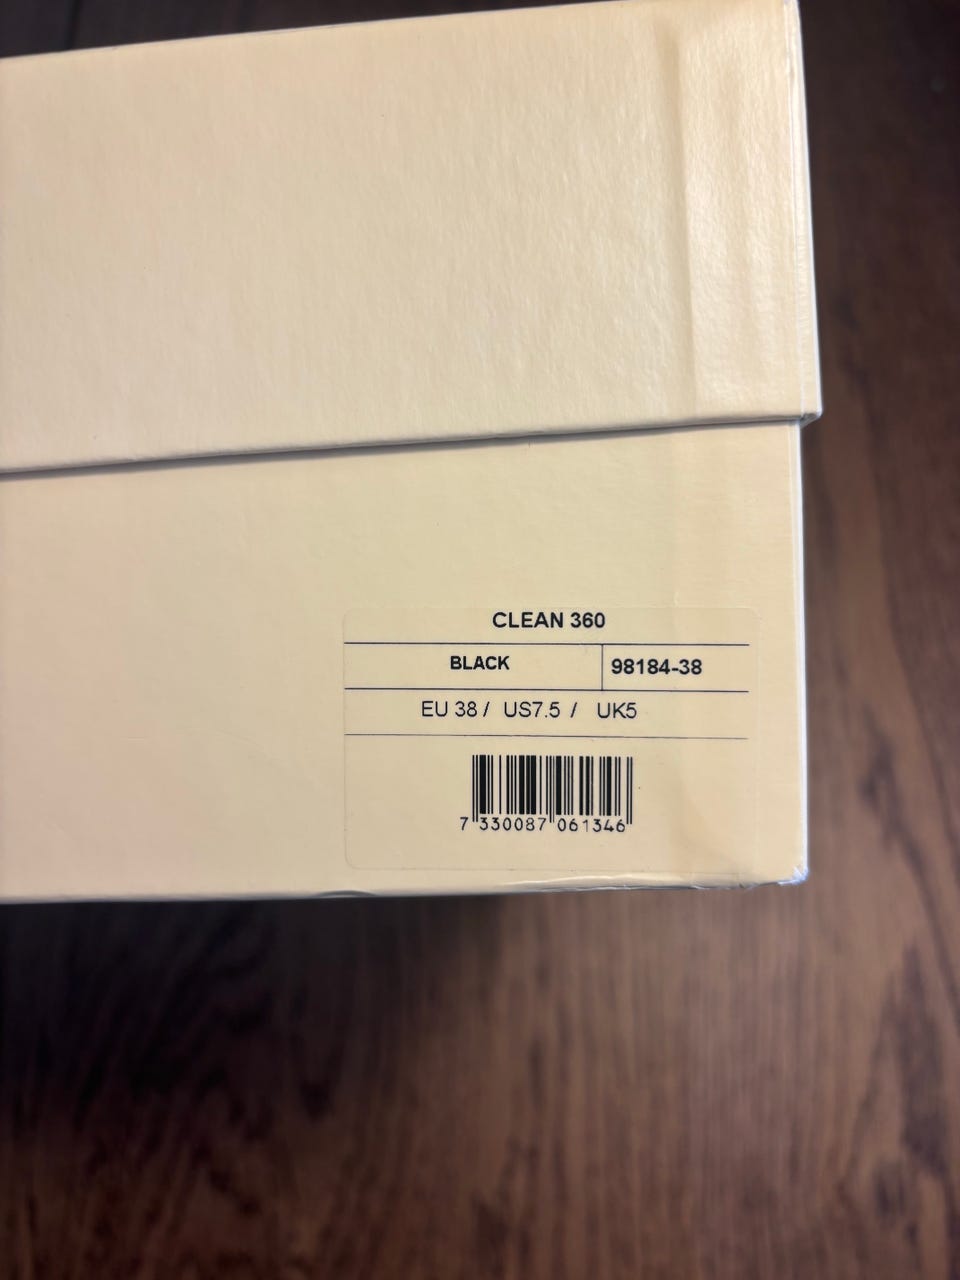 CLEAN 360
BLACK 98184-38
EU 38 / US7.5 / UK5
7 330087 061346